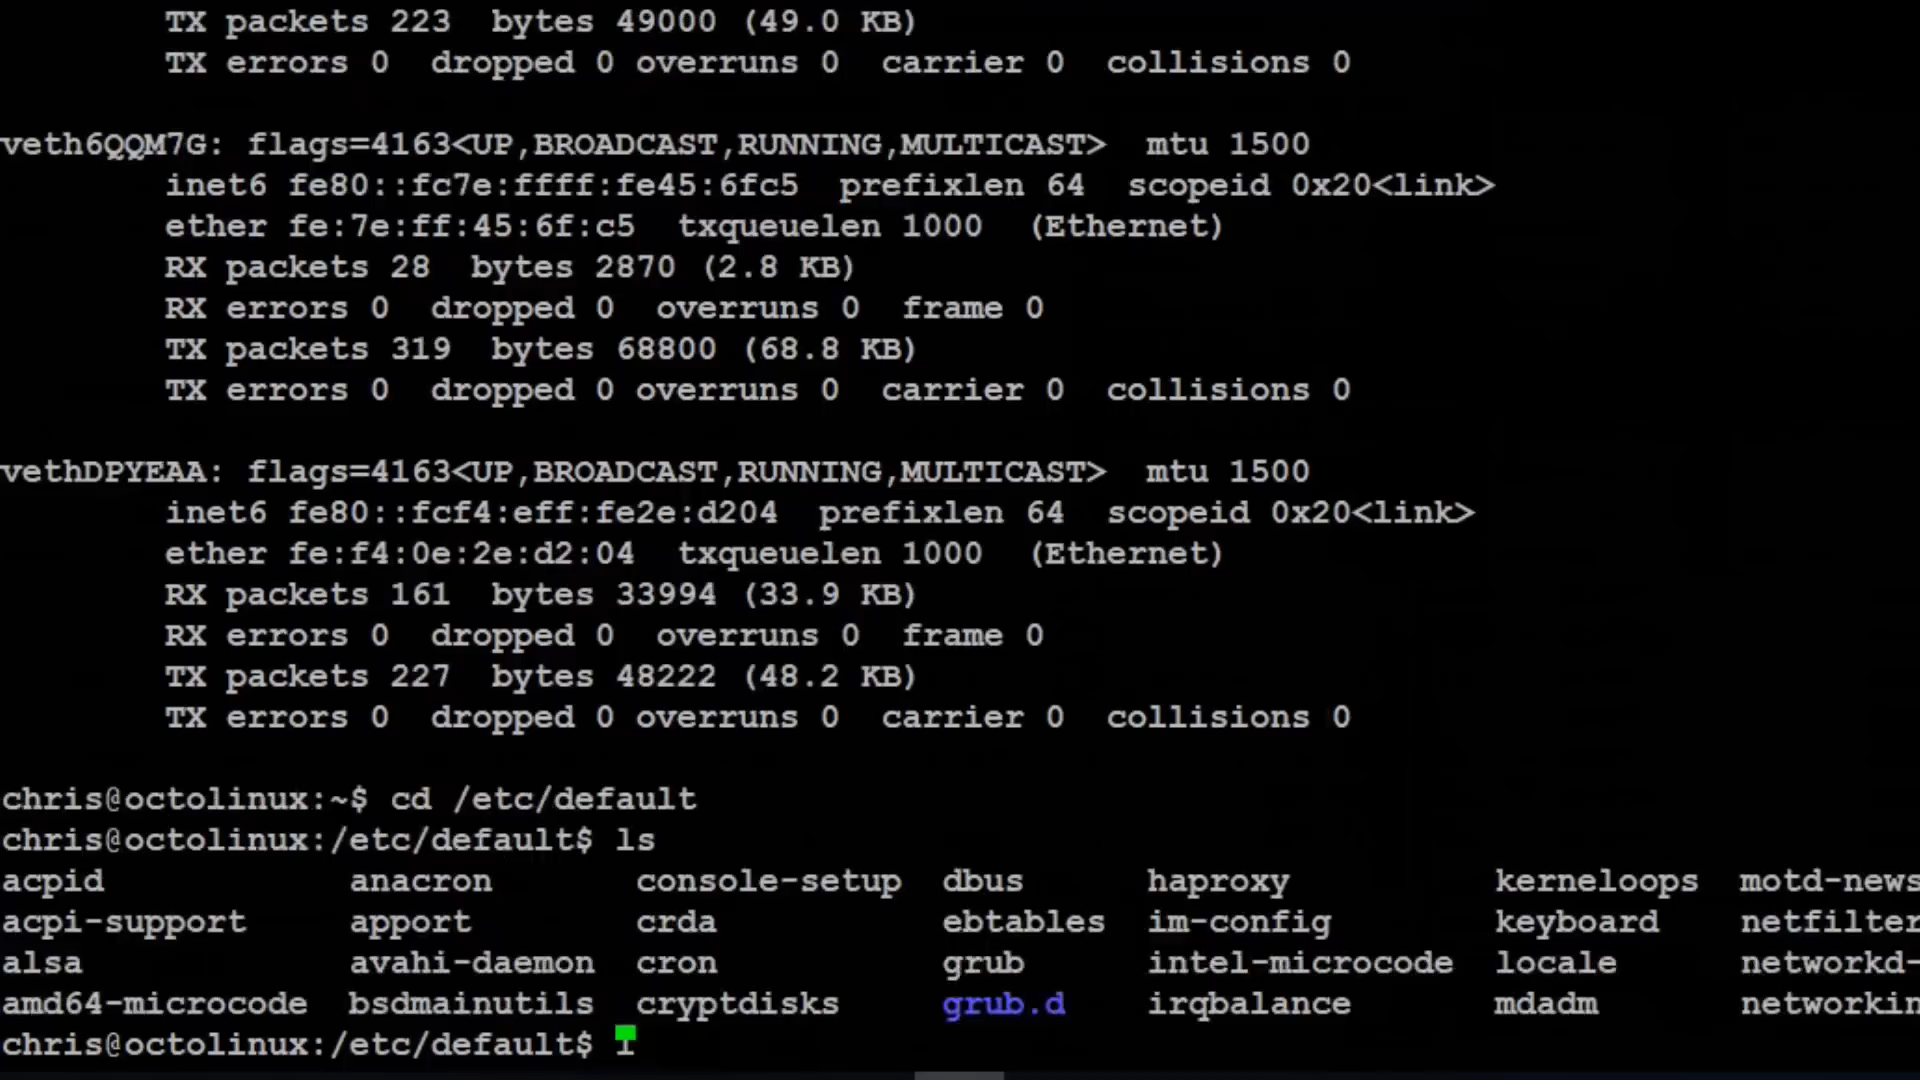 TX packets 223  bytes 49000 (49.0 KB)
TX errors 0  dropped 0 overruns 0  carrier 0  collisions 0
veth6QQM7G: flags=4163<UP,BROADCAST,RUNNING,MULTICAST>  mtu 1500
inet6 fe80::fc7e:ffff:fe45:6fc5  prefixlen 64  scopeid 0x20<link>
ether fe:7e:ff:45:6f:c5  txqueuelen 1000  (Ethernet)
RX packets 28  bytes 2870 (2.8 KB)
RX errors 0  dropped 0  overruns 0  frame 0
TX packets 319  bytes 68800 (68.8 KB)
TX errors 0  dropped 0 overruns 0  carrier 0  collisions 0
vethDPYEAA: flags=4163<UP,BROADCAST,RUNNING,MULTICAST>  mtu 1500
inet6 fe80::fcf4:eff:fe2e:d204  prefixlen 64  scopeid 0x20<link>
ether fe:f4:0e:2e:d2:04  txqueuelen 1000  (Ethernet)
RX packets 161  bytes 33994 (33.9 KB)
RX errors 0  dropped 0  overruns 0  frame 0
TX packets 227  bytes 48222 (48.2 KB)
TX errors 0  dropped 0 overruns 0  carrier 0  collisions 0
chris@octolinux:~$ cd /etc/default
chris@octolinux:/etc/default$ ls
acpid  anacron  console-setup  dbus  haproxy  kerneloops  motd-news
acpi-support  apport  crda  ebtables  im-config  keyboard  netfilter
alsa  avahi-daemon  cron  grub  intel-microcode  locale  networkd-
amd64-microcode  bsdmainutils  cryptdisks  grub.d  irqbalance  mdadm  networkin
chris@octolinux:/etc/default$